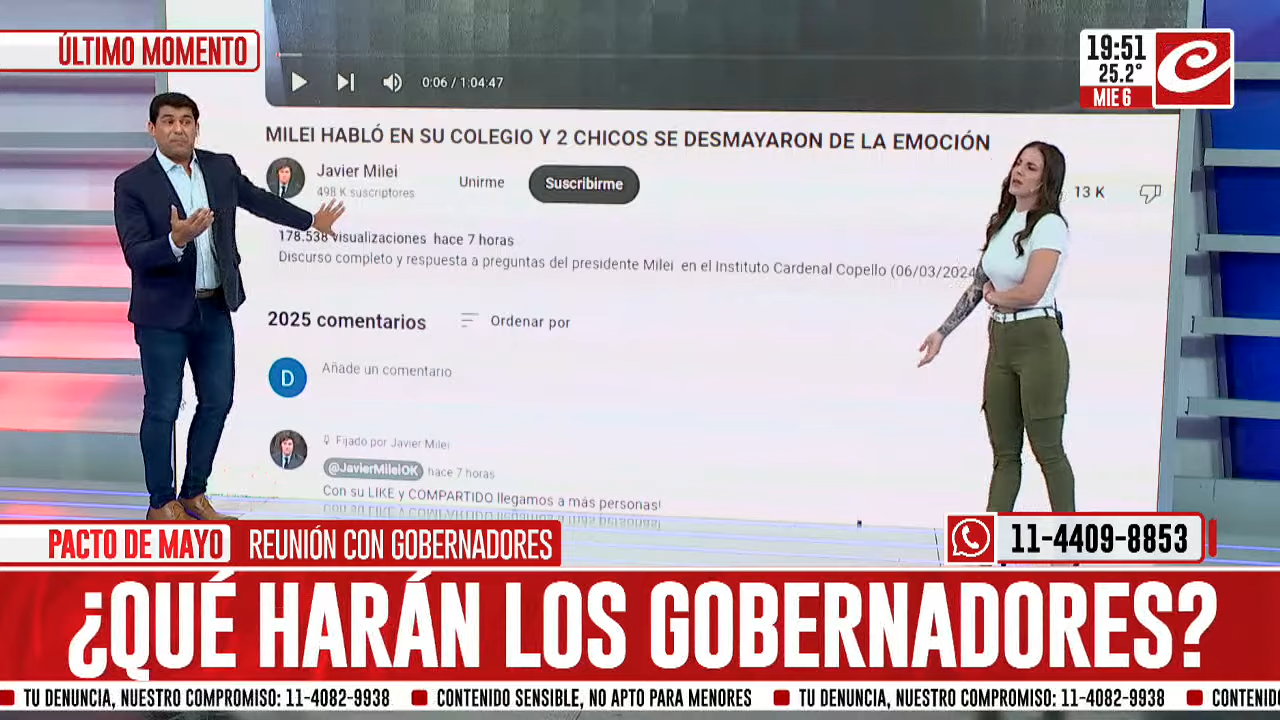 ÚLTIMO MOMENTO
19:51
25.2°
MIE 6
0:06 / 1:04:47
MILEI HABLÓ EN SU COLEGIO Y 2 CHICOS SE DESMAYARON DE LA EMOCIÓN
Javier Milei
498 K suscriptores
Unirme
Suscribirme
13 K
178.538 visualizaciones hace 7 horas
Discurso completo y respuesta a preguntas del presidente Milei en el Instituto Cardenal Copello (06/03/2024
2025 comentarios
Ordenar por
D
Añade un comentario
Fijado por Javier Milei
@JavierMileiOK hace 7 horas
Con su LIKE y COMPARTIDO llegamos a más personas!
PACTO DE MAYO
REUNIÓN CON GOBERNADORES
11-4409-8853
¿QUÉ HARÁN LOS GOBERNADORES?
TU DENUNCIA, NUESTRO COMPROMISO: 11-4082-9938 CONTENIDO SENSIBLE, NO APTO PARA MENORES TU DENUNCIA, NUESTRO COMPROMISO: 11-4082-9938 CONTENID